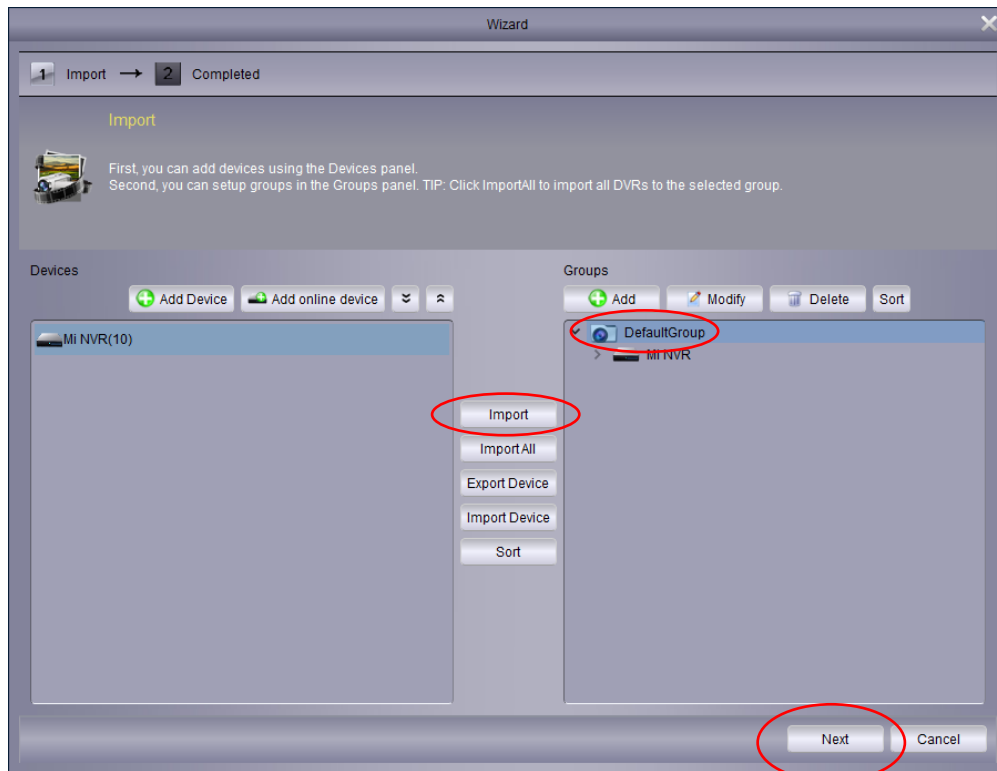 Wizard
1 Import → 2 Completed
Import
First, you can add devices using the Devices panel.
Second, you can setup groups in the Groups panel. TIP: Click ImportAll to import all DVRs to the selected group.
Devices
Add Device Add online device
Mi NVR(10)
Import
Import All
Export Device
Import Device
Sort
Groups
Add Modify Delete Sort
DefaultGroup
Mi NVR
Next Cancel